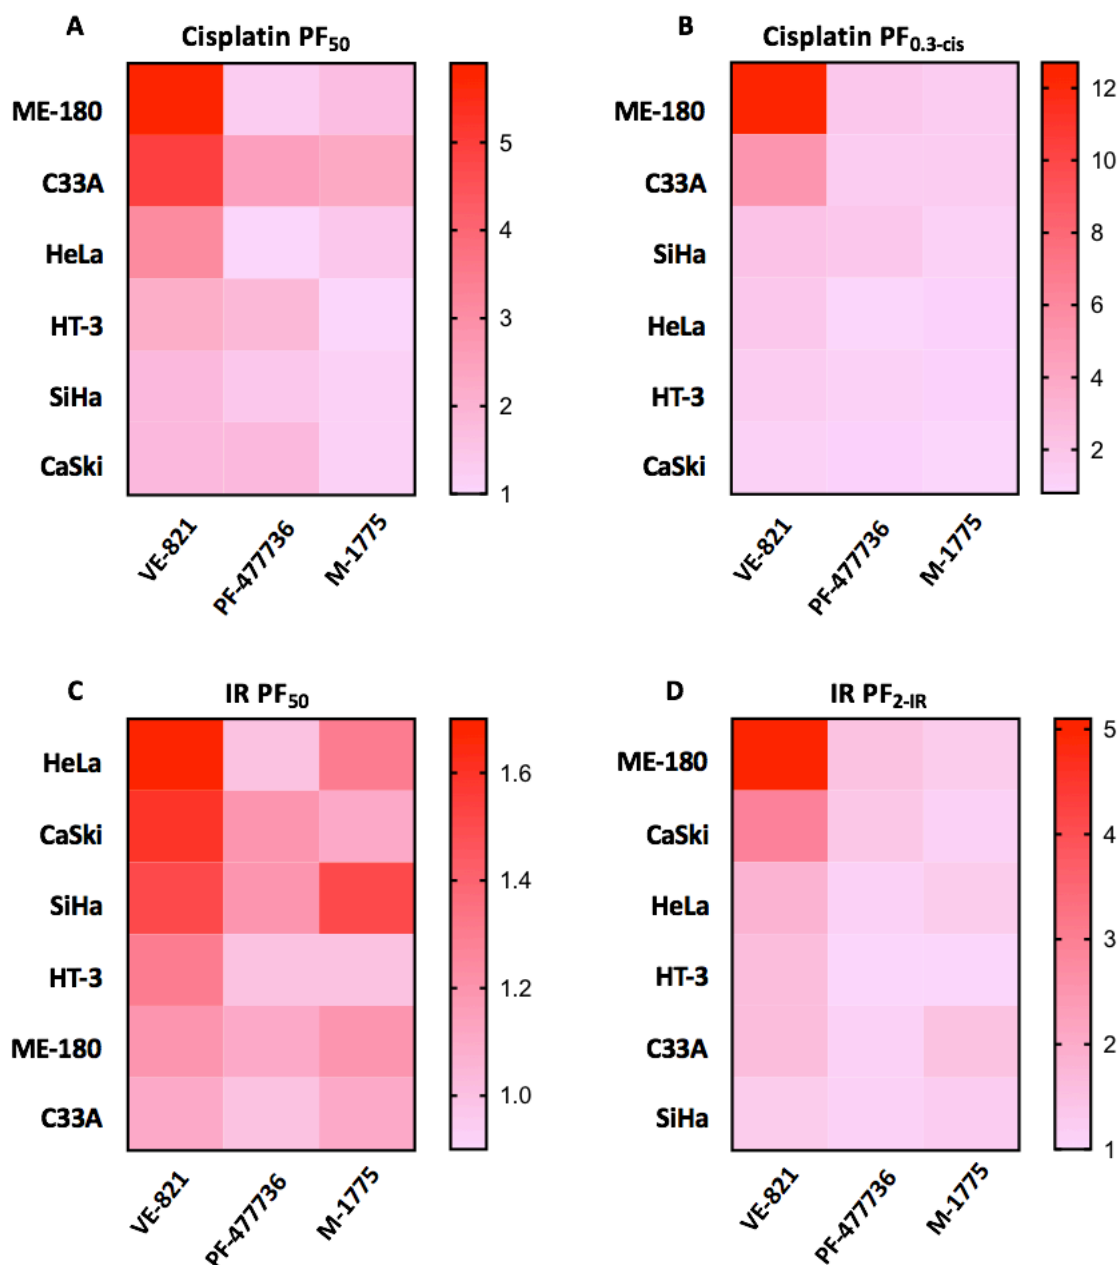 A
Cisplatin PF50
ME-180
C33A
HeLa
HT-3
SiHa
CaSki
5
4
3
2
1
VE-821
PF-477736
M-1775
B
Cisplatin PF0.3-cis
ME-180
C33A
SiHa
HeLa
HT-3
CaSki
12
10
8
6
4
2
VE-821
PF-477736
M-1775
C
IR PF50
HeLa
CaSki
SiHa
HT-3
ME-180
C33A
1.6
1.4
1.2
1.0
VE-821
PF-477736
M-1775
D
IR PF2-IR
ME-180
CaSki
HeLa
HT-3
C33A
SiHa
5
4
3
2
1
VE-821
PF-477736
M-1775